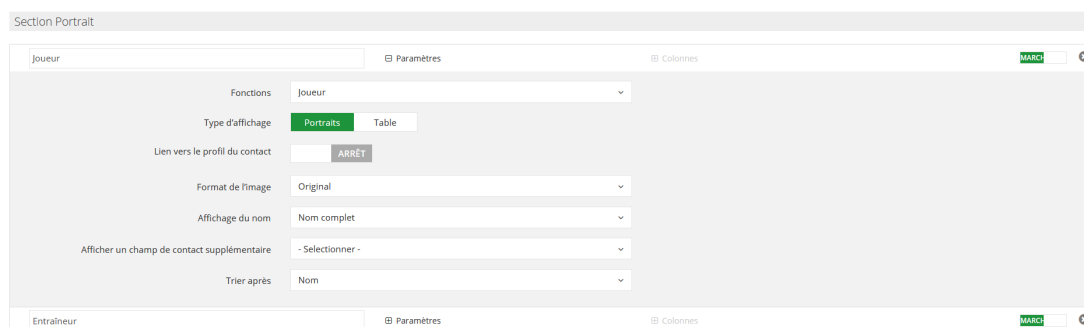 Section Portrait
Joueur Paramètres Colonnes MARCH
Fonctions Joueur
Type d'affichage Portraits Table
Lien vers le profil du contact ARRÊT
Format de l'image Original
Affichage du nom Nom complet
Afficher un champ de contact supplémentaire - Selectionner -
Trier après Nom
Entraîneur Paramètres Colonnes MARCH